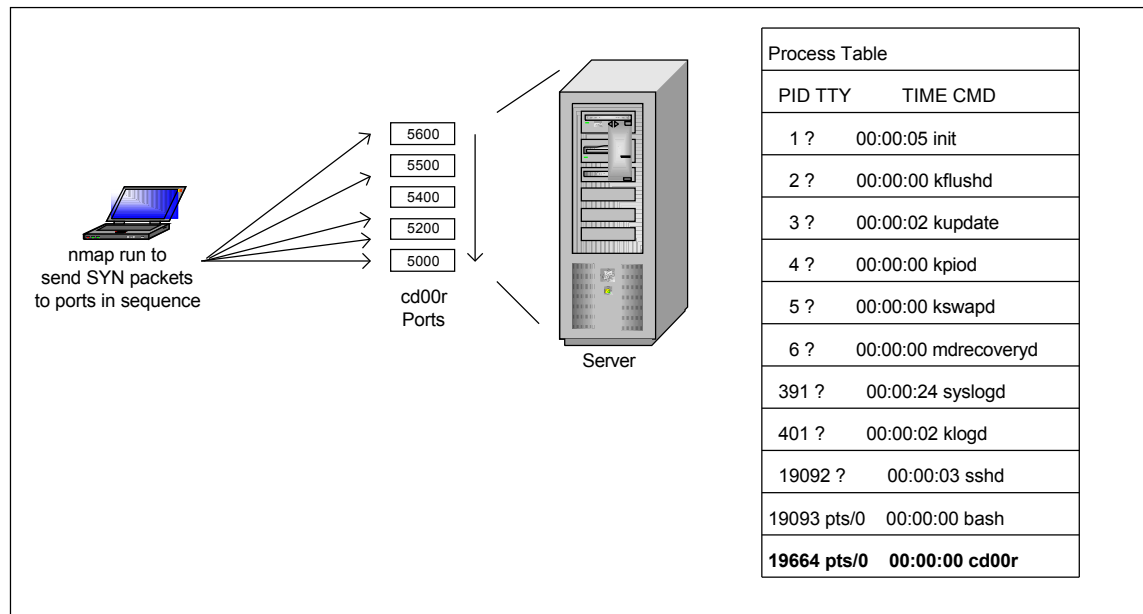 nmap run to
send SYN packets
to ports in sequence
5600
5500
5400
5200
5000
cd00r
Ports
Server
Process Table
PID TTY TIME CMD
1 ? 00:00:05 init
2 ? 00:00:00 kflushd
3 ? 00:00:02 kupdate
4 ? 00:00:00 kpiod
5 ? 00:00:00 kswapd
6 ? 00:00:00 mdrecoveryd
391 ? 00:00:24 syslogd
401 ? 00:00:02 klogd
19092 ? 00:00:03 sshd
19093 pts/0 00:00:00 bash
19664 pts/0 00:00:00 cd00r